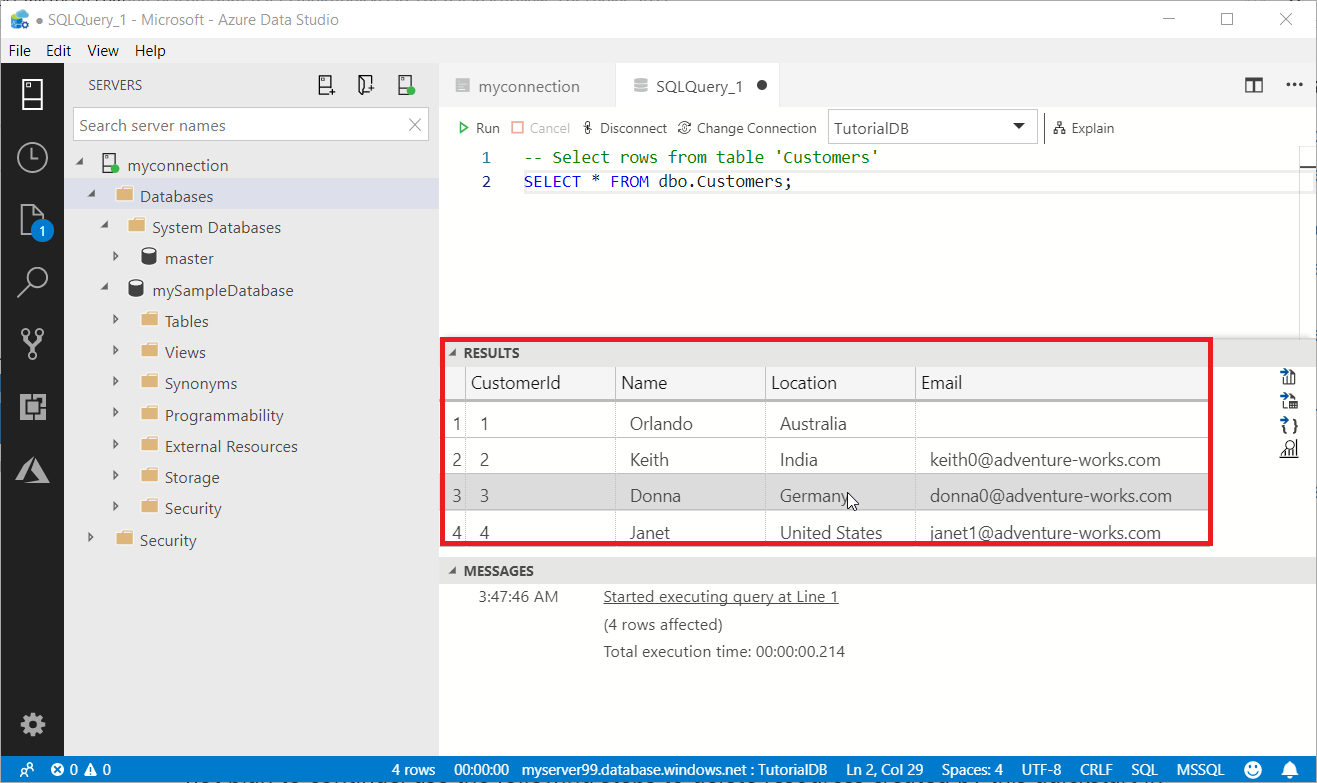 ● SQLQuery_1 - Microsoft - Azure Data Studio
File Edit View Help
SERVERS
Search server names
myconnection
Databases
System Databases
master
mySampleDatabase
Tables
Views
Synonyms
Programmability
External Resources
Storage
Security
Security
1
myconnection
SQLQuery_1 ●
Run Cancel Disconnect Change Connection TutorialDB Explain
1 -- Select rows from table 'Customers'
2 SELECT * FROM dbo.Customers;
RESULTS
CustomerId Name Location Email
1 1 Orlando Australia
2 2 Keith India keith0@adventure-works.com
3 3 Donna Germany donna0@adventure-works.com
4 4 Janet United States janet1@adventure-works.com
MESSAGES
3:47:46 AM Started executing query at Line 1
(4 rows affected)
Total execution time: 00:00:00.214
0 0 4 rows 00:00:00 myserver99.database.windows.net : TutorialDB Ln 2, Col 29 Spaces: 4 UTF-8 CRLF SQL MSSQL